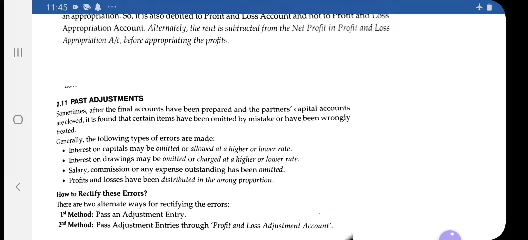 11:45
an appropriation. So, it is also debited to Profit and Loss Account and not to Profit and Loss
Appropriation Account. Alternately, the rent is subtracted from the Net Profit in Profit and Loss
Appropriation A/c, before appropriating the profits.
2.11 PAST ADJUSTMENTS
Sometimes, after the final accounts have been prepared and the partners' capital accounts
are closed, it is found that certain items have been omitted by mistake or have been wrongly
treated.
Generally, the following types of errors are made:
• Interest on capitals may be omitted or allowed at a higher or lower rate.
• Interest on drawings may be omitted or charged at a higher or lower rate.
• Salary, commission or any expense outstanding has been omitted.
• Profits and losses have been distributed in the wrong proportion.
How to Rectify these Errors?
There are two alternate ways for rectifying the errors:
1st Method: Pass an Adjustment Entry.
2nd Method: Pass Adjustment Entries through 'Profit and Loss Adjustment Account'.